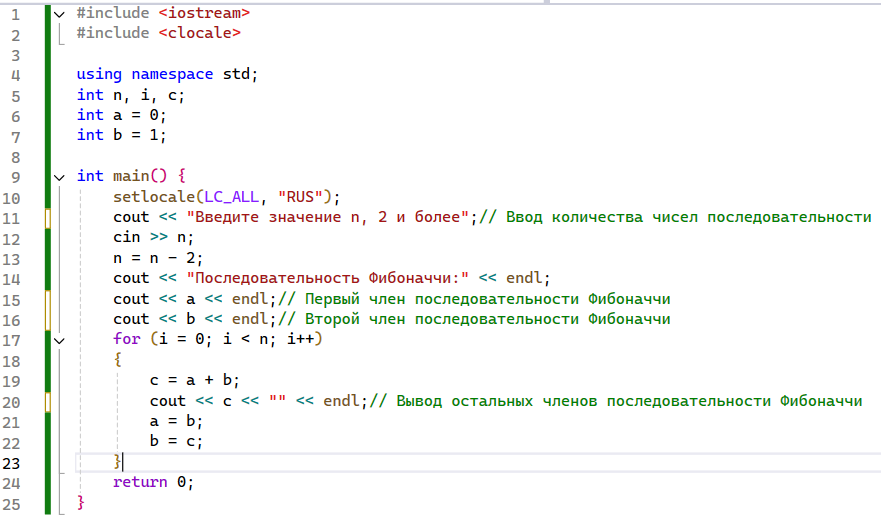 1 #include <iostream>
2 #include <clocale>
3
4 using namespace std;
5 int n, i, c;
6 int a = 0;
7 int b = 1;
8
9 int main() {
10 setlocale(LC_ALL, "RUS");
11 cout << "Введите значение n, 2 и более";// Ввод количества чисел последовательности
12 cin >> n;
13 n = n - 2;
14 cout << "Последовательность Фибоначчи:" << endl;
15 cout << a << endl;// Первый член последовательности Фибоначчи
16 cout << b << endl;// Второй член последовательности Фибоначчи
17 for (i = 0; i < n; i++)
18 {
19 c = a + b;
20 cout << c << "" << endl;// Вывод остальных членов последовательности Фибоначчи
21 a = b;
22 b = c;
23 }
24 return 0;
25 }